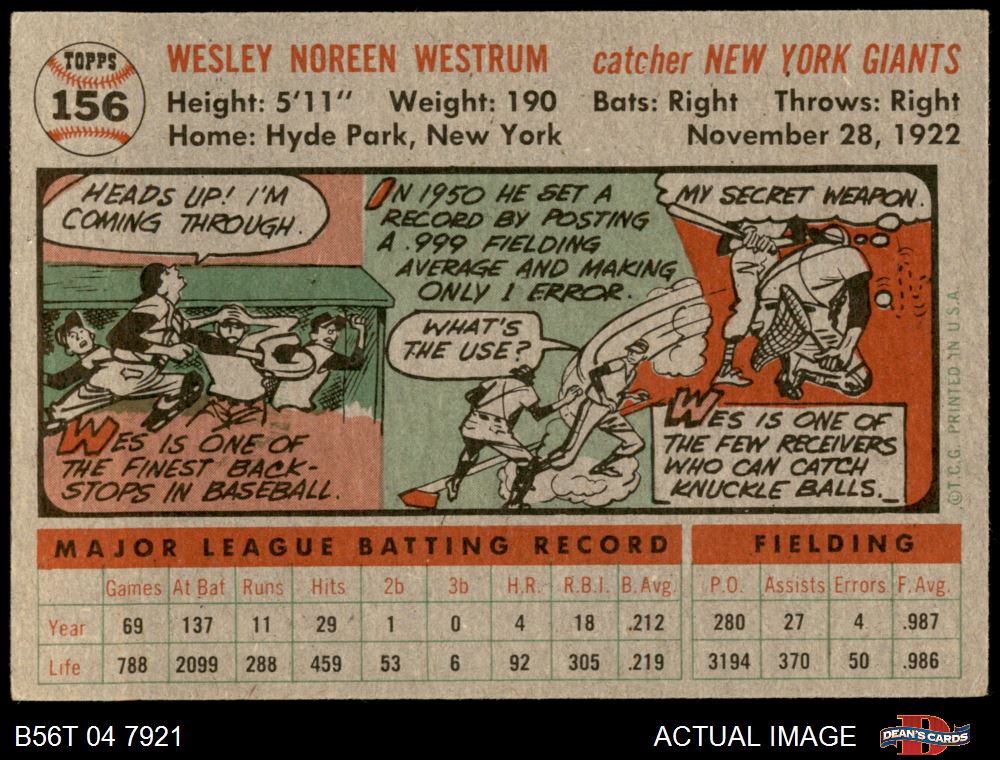 TOPPS
156
WESLEY NOREEN WESTRUM catcher NEW YORK GIANTS
Height: 5'11" Weight: 190 Bats: Right Throws: Right
Home: Hyde Park, New York November 28, 1922
HEADS UP! I'M
COMING THROUGH.
WES IS ONE OF
THE FINEST BACK-
STOPS IN BASEBALL.
IN 1950 HE SET A
RECORD BY POSTING
A .999 FIELDING
AVERAGE AND MAKING
ONLY 1 ERROR.
WHAT'S
THE USE?
MY SECRET WEAPON.
WES IS ONE OF
THE FEW RECEIVERS
WHO CAN CATCH
KNUCKLE BALLS.
©T.C.G. PRINTED IN U.S.A.
MAJOR LEAGUE BATTING RECORD FIELDING
Games At Bat Runs Hits 2b 3b H.R. R.B.I. B.Avg. P.O. Assists Errors F.Avg.
Year 69 137 11 29 1 0 4 18 .212 280 27 4 .987
Life 788 2099 288 459 53 6 92 305 .219 3194 370 50 .986
B56T 04 7921 ACTUAL IMAGE
DEAN'S CARDS